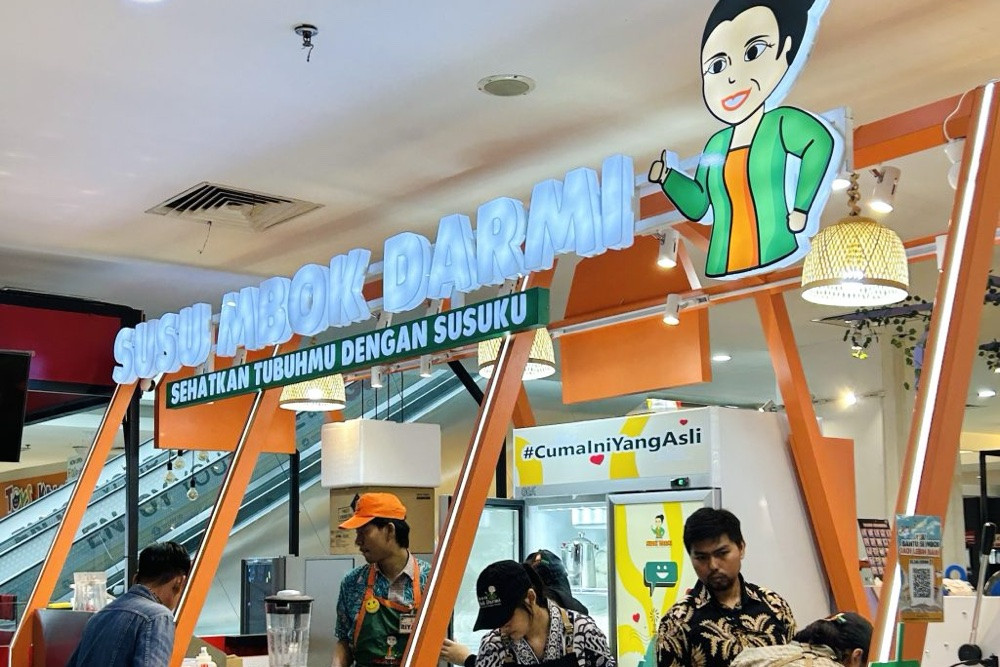 SUSU MBOK DARMI
SEHATKAN TUBUHMU DENGAN SUSUKU
#CumaIniYangAsli